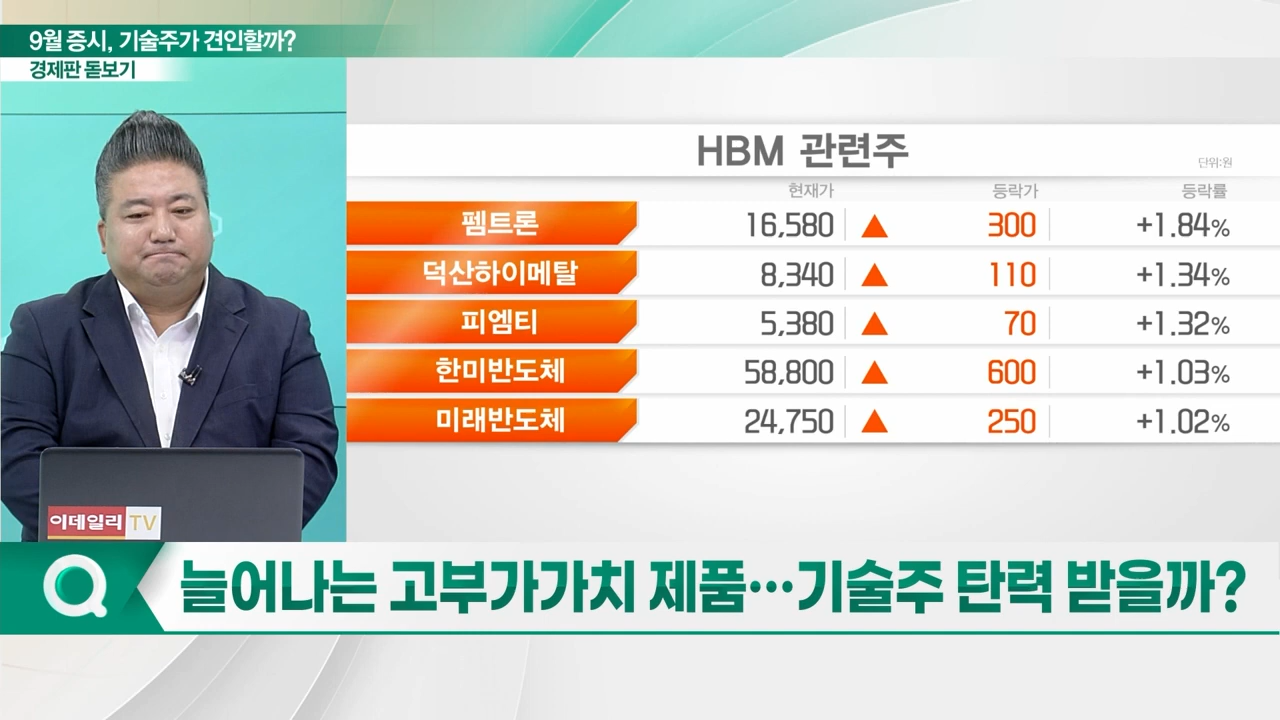 9월 증시, 기술주가 견인할까?
경제판 돋보기
HBM 관련주
단위:원
현재가 등락가 등락률
펨트론 16,580 ▲ 300 +1.84%
덕산하이메탈 8,340 ▲ 110 +1.34%
피엠티 5,380 ▲ 70 +1.32%
한미반도체 58,800 ▲ 600 +1.03%
미래반도체 24,750 ▲ 250 +1.02%
이데일리TV
늘어나는 고부가가치 제품…기술주 탄력 받을까?